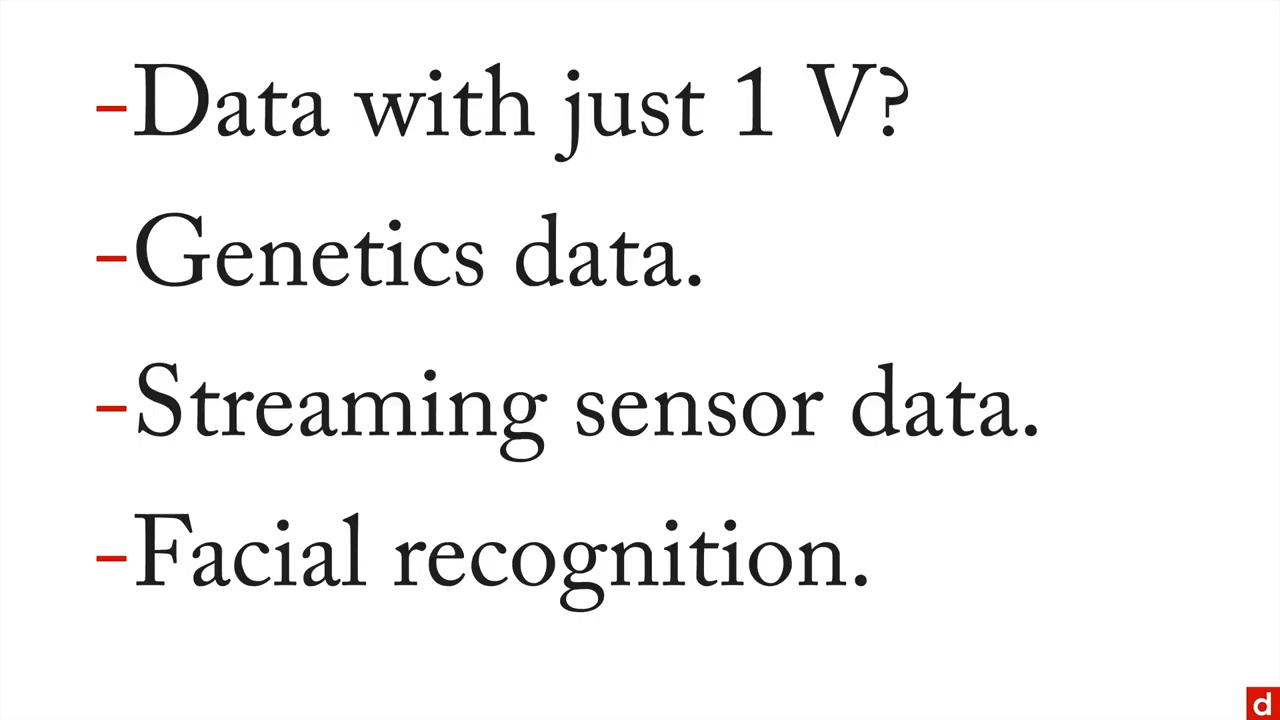 -Data with just 1 V?
-Genetics data.
-Streaming sensor data.
-Facial recognition.
d